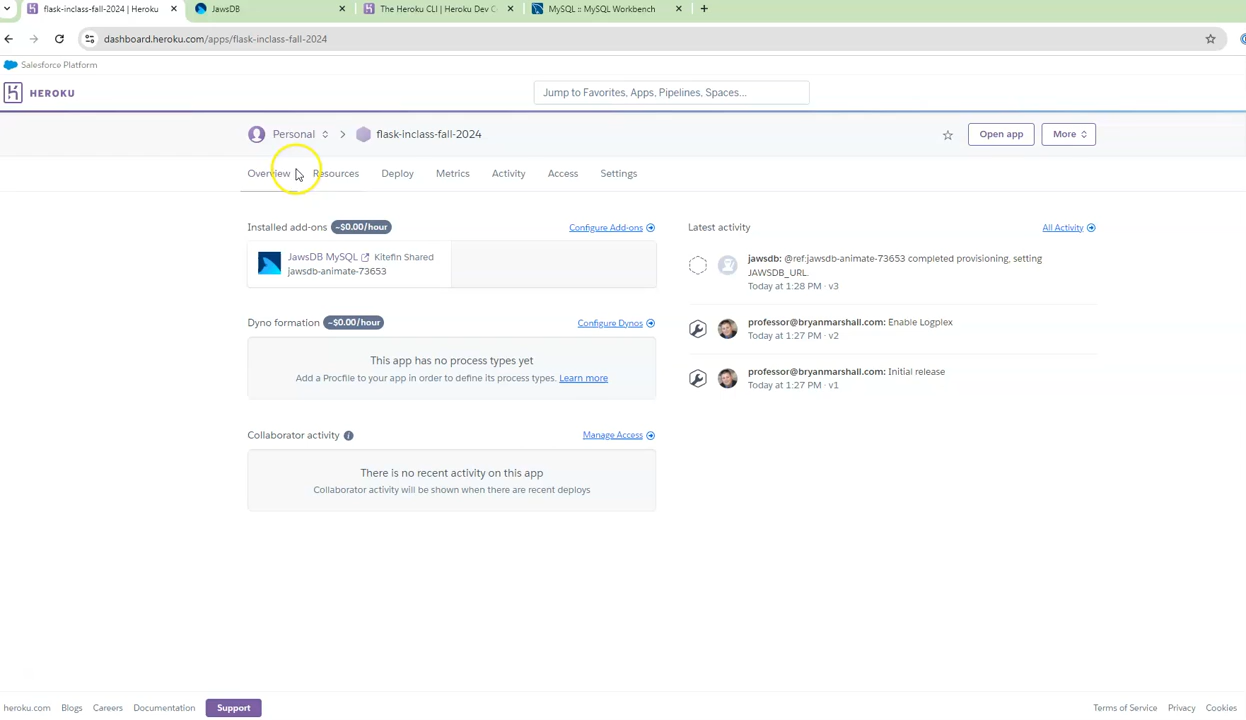 flask-inclass-fall-2024 | Heroku
JawsDB
The Heroku CLI | Heroku Dev C
MySQL :: MySQL Workbench
dashboard.heroku.com/apps/flask-inclass-fall-2024
Salesforce Platform
HEROKU
Jump to Favorites, Apps, Pipelines, Spaces...
Personal
flask-inclass-fall-2024
Open app
More
Overview
Resources
Deploy
Metrics
Activity
Access
Settings
Installed add-ons
~$0.00/hour
Configure Add-ons
JawsDB MySQL
Kitefin Shared
jawsdb-animate-73653
Dyno formation
~$0.00/hour
Configure Dynos
This app has no process types yet
Add a Procfile to your app in order to define its process types. Learn more
Collaborator activity
Manage Access
There is no recent activity on this app
Collaborator activity will be shown when there are recent deploys
Latest activity
All Activity
jawsdb: @ref:jawsdb-animate-73653 completed provisioning, setting
JAWSDB_URL.
Today at 1:28 PM · v3
professor@bryanmarshall.com: Enable Logplex
Today at 1:27 PM · v2
professor@bryanmarshall.com: Initial release
Today at 1:27 PM · v1
heroku.com
Blogs
Careers
Documentation
Support
Terms of Service
Privacy
Cookies